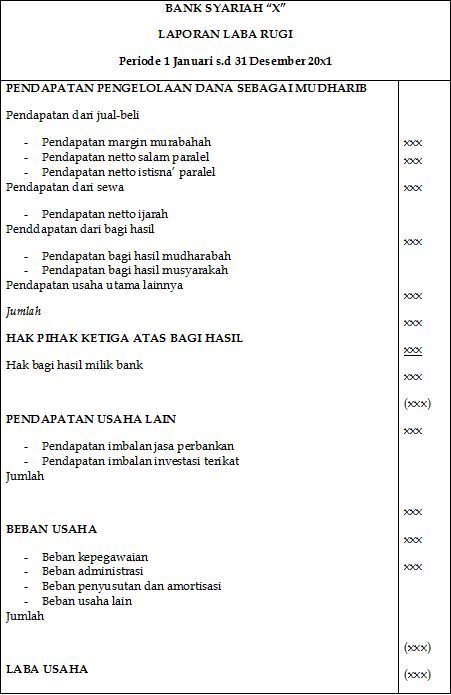 BANK SYARIAH “X”
LAPORAN LABA RUGI
Periode 1 Januari s.d 31 Desember 20x1
PENDAPATAN PENGELOLAAN DANA SEBAGAI MUDHARIB
Pendapatan dari jual-beli
- Pendapatan margin murabahah
- Pendapatan netto salam paralel
- Pendapatan netto istisna’ paralel
Pendapatan dari sewa
- Pendapatan netto ijarah
Penddapatan dari bagi hasil
- Pendapatan bagi hasil mudharabah
- Pendapatan bagi hasil musyarakah
Pendapatan usaha utama lainnya
Jumlah
HAK PIHAK KETIGA ATAS BAGI HASIL
Hak bagi hasil milik bank
PENDAPATAN USAHA LAIN
- Pendapatan imbalan jasa perbankan
- Pendapatan imbalan investasi terikat
Jumlah
BEBAN USAHA
- Beban kepegawaian
- Beban administrasi
- Beban penyusutan dan amortisasi
- Beban usaha lain
Jumlah
LABA USAHA
xxx
xxx
xxx
xxx
xxx
xxx
xxx
xxx
(xxx)
xxx
xxx
xxx
xxx
(xxx)
(xxx)